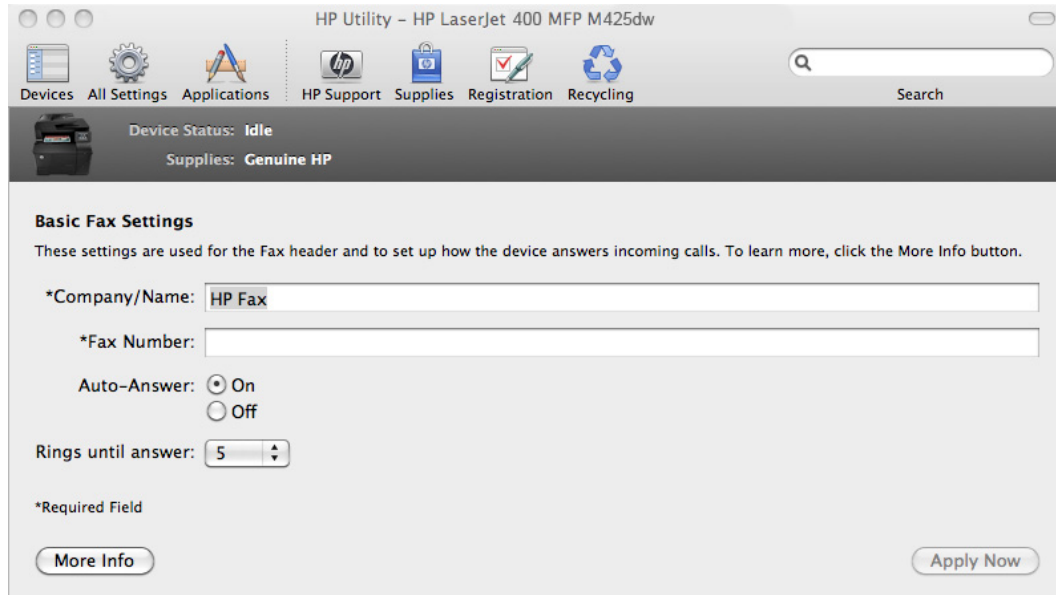 HP Utility – HP LaserJet 400 MFP M425dw
Devices All Settings Applications HP Support Supplies Registration Recycling Search
Device Status: Idle
Supplies: Genuine HP
Basic Fax Settings
These settings are used for the Fax header and to set up how the device answers incoming calls. To learn more, click the More Info button.
*Company/Name: HP Fax
*Fax Number:
Auto-Answer: On
Off
Rings until answer: 5
*Required Field
More Info Apply Now